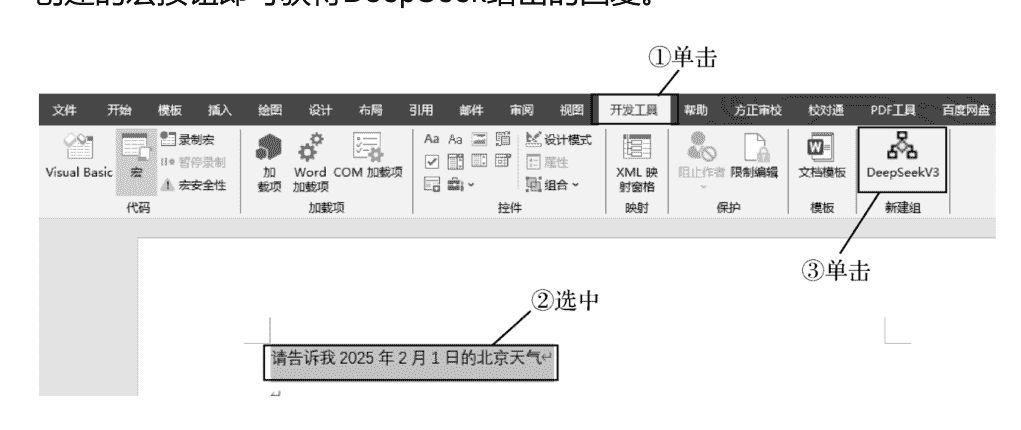 创建的宏按钮即可获得DeepSeek给出的回复。
①单击
文件 开始 模板 插入 绘图 设计 布局 引用 邮件 审阅 视图 开发工具 帮助 方正审校 校对通 PDF工具 百度网盘
Visual Basic 宏 录制宏 暂停录制 宏安全性
代码
加载项 Word 加载项 COM 加载项
加载项
Aa Aa 设计模式 属性 组合
控件
XML 映射窗格
映射
阻止作者 限制编辑
保护
文档模板
模板
DeepSeekV3
新建组
③单击
②选中
请告诉我 2025 年 2 月 1 日的北京天气